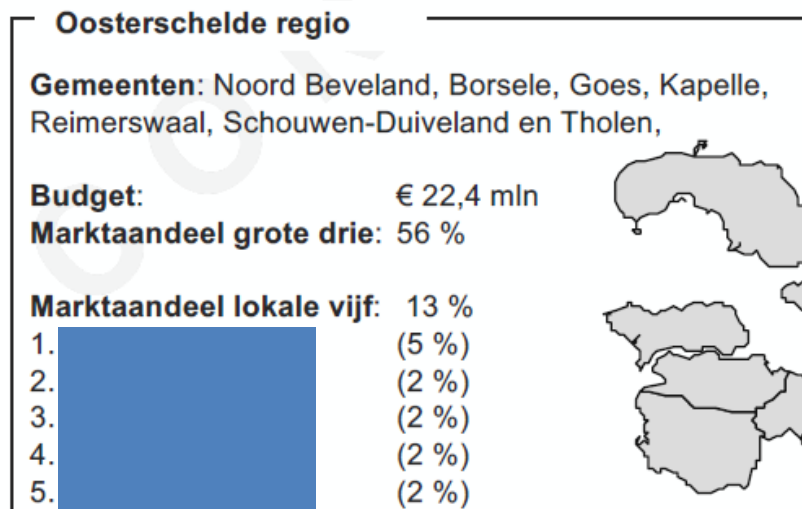 Oosterschelde regio
Gemeenten: Noord Beveland, Borsele, Goes, Kapelle,
Reimerswaal, Schouwen-Duiveland en Tholen,
Budget: € 22,4 mln
Marktaandeel grote drie: 56 %
Marktaandeel lokale vijf: 13 %
1. (5 %)
2. (2 %)
3. (2 %)
4. (2 %)
5. (2 %)